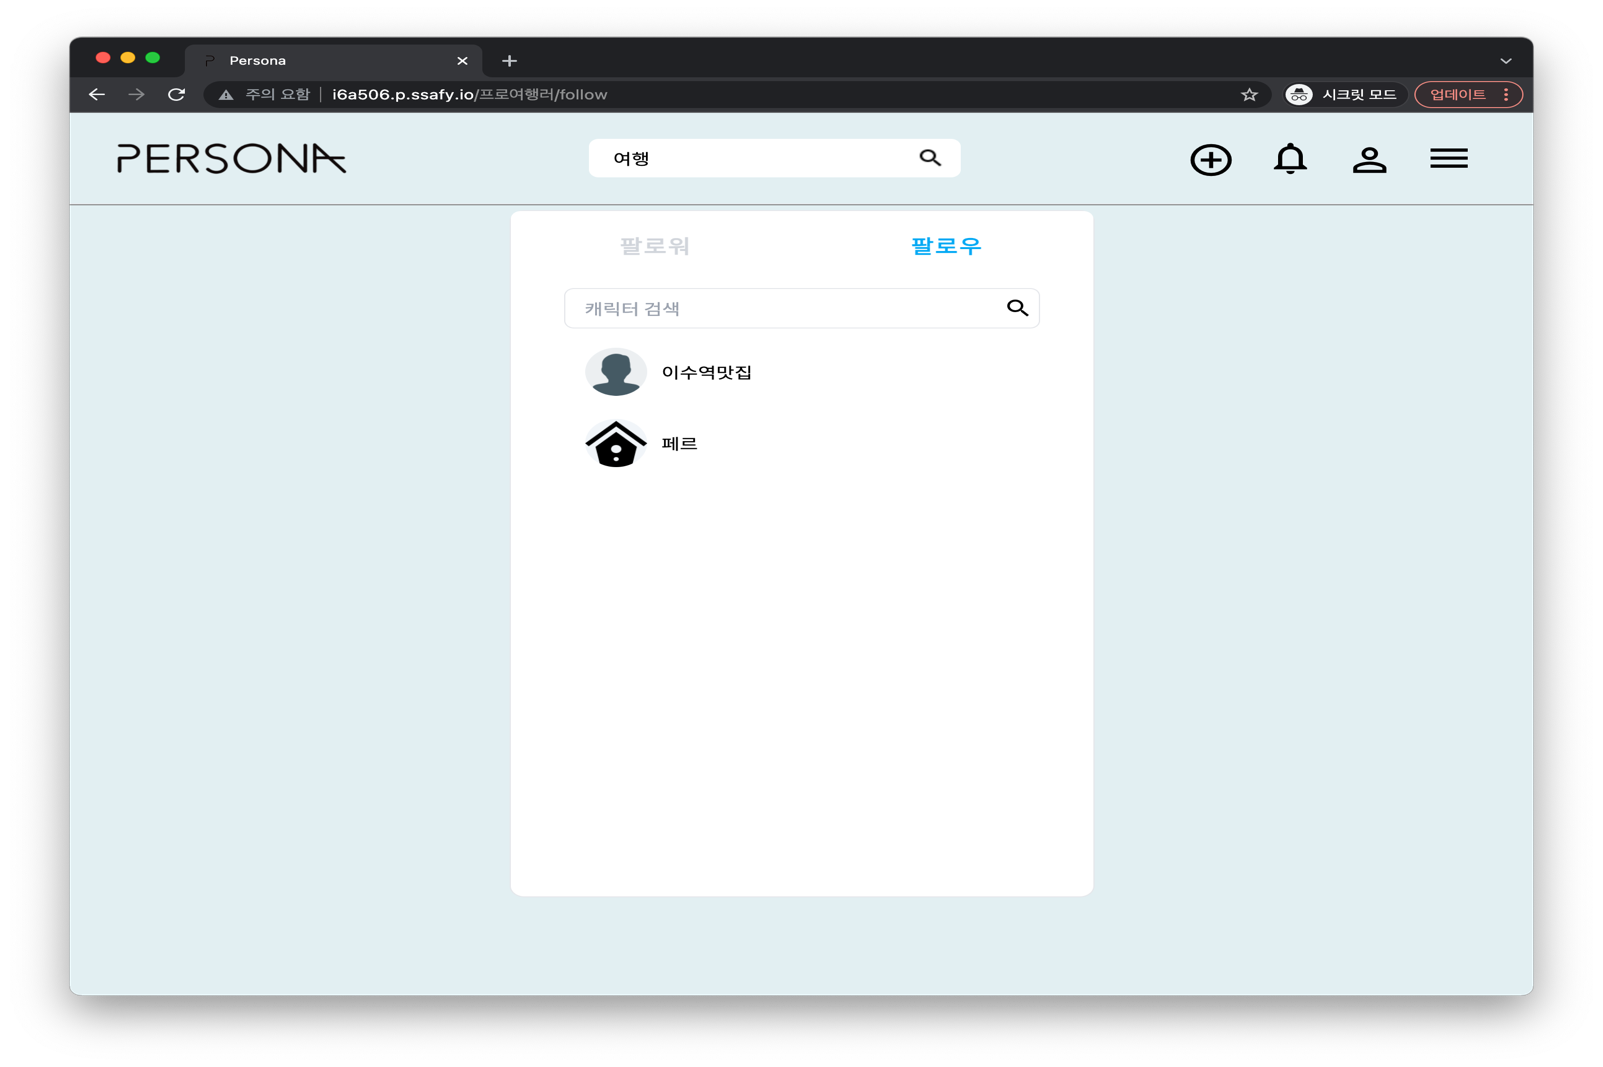 Persona
주의 요함 | i6a506.p.ssafy.io/프로여행러/follow
시크릿 모드
업데이트
PERSONA
여행
팔로워
팔로우
캐릭터 검색
이수역맛집
페르